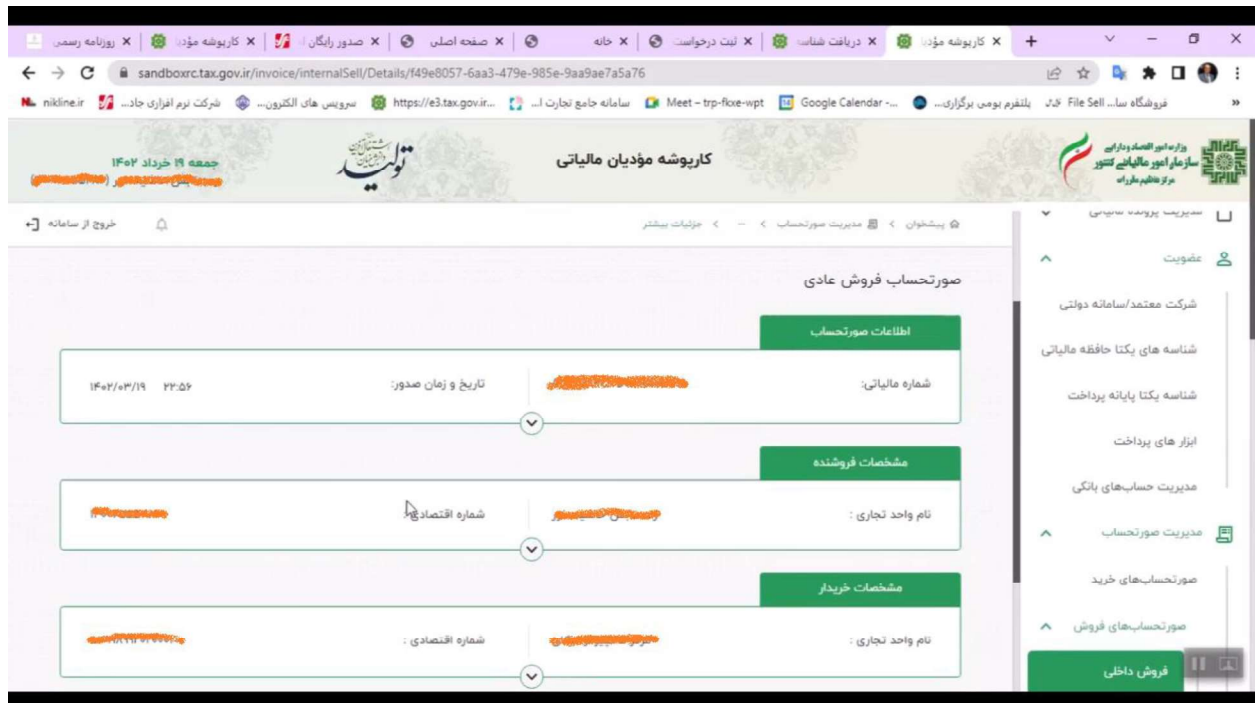 کارپوشه مؤد
صفحه اصلی
صدور رایگان
روزنامه رسمی
خانه
ثبت درخواست
دریافت شناسه
کارپوشه مؤد
sandboxrc.tax.gov.ir/invoice/internalSell/Details/f49e8057-6aa3-479e-985e-9aa9ae7a5a76
nikline.ir
شرکت نرم افزاری جاد...
سرویس های الکترون...
https://e3.tax.gov.ir...
سامانه جامع تجارت ا...
Meet – trp-fkxe-wpt
Google Calendar -...
پلتفرم بومی برگزاری...
File Sell ...فروشگاه سا
»
وزارت امور اقتصادی و دارایی
سازمان امور مالیاتی کشور
کارپوشه مؤدیان مالیاتی
تولید
جمعه ۱۹ خرداد ۱۴۰۲
مدیریت پرونده مالیاتی
پیشخوان > مدیریت صورتحساب > ... > جزئیات بیشتر
خروج از سامانه
عضویت
شرکت معتمد/سامانه دولتی
شناسه های یکتا حافظه مالیاتی
شناسه یکتا پایانه پرداخت
ابزار های پرداخت
مدیریت حساب‌های بانکی
مدیریت صورتحساب
صورتحساب‌های خرید
صورتحساب‌های فروش
فروش داخلی
صورتحساب فروش عادی
اطلاعات صورتحساب
شماره مالیاتی:
تاریخ و زمان صدور:
۱۴۰۲/۰۳/۱۹ ۲۲:۵۶
مشخصات فروشنده
نام واحد تجاری :
شماره اقتصادی :
مشخصات خریدار
نام واحد تجاری :
شماره اقتصادی :